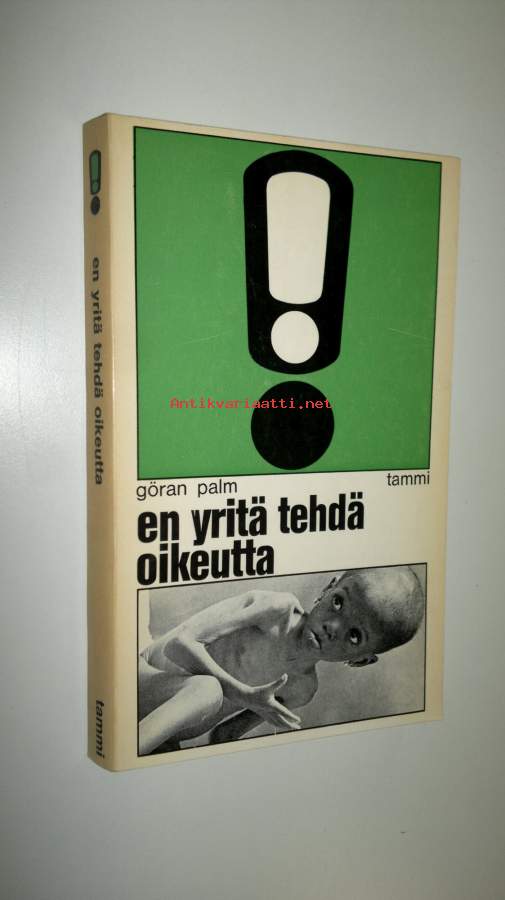 en yritä tehdä oikeutta
tammi
Antikvariaatti.net
göran palm
tammi
en yritä tehdä
oikeutta